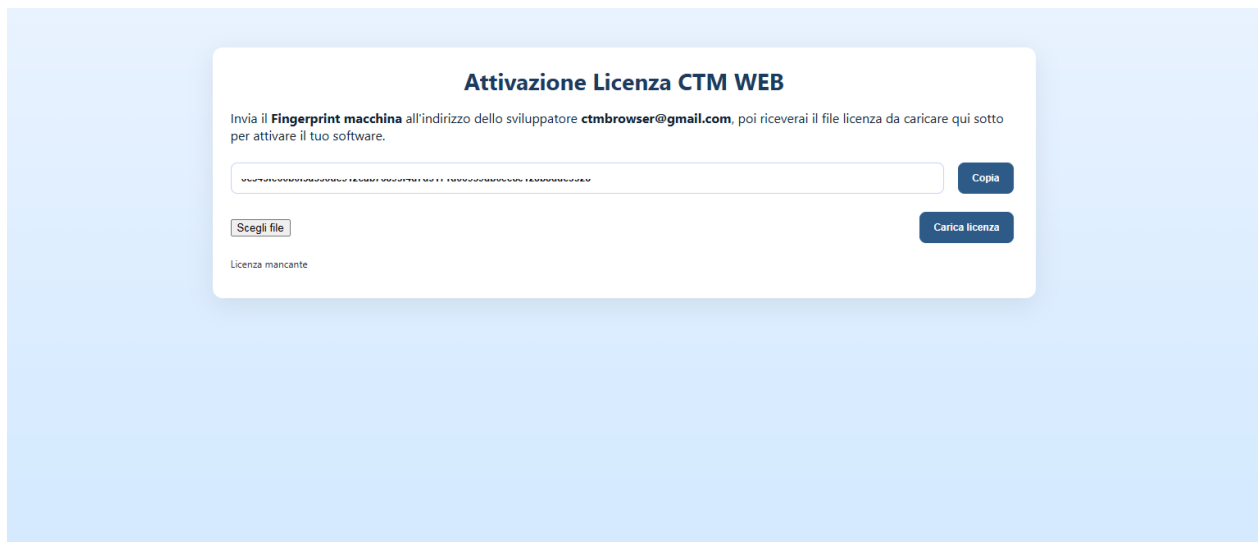 Attivazione Licenza CTM WEB
Invia il Fingerprint macchina all'indirizzo dello sviluppatore ctmbrowser@gmail.com, poi riceverai il file licenza da caricare qui sotto
per attivare il tuo software.
Copia
Scegli file
Carica licenza
Licenza mancante